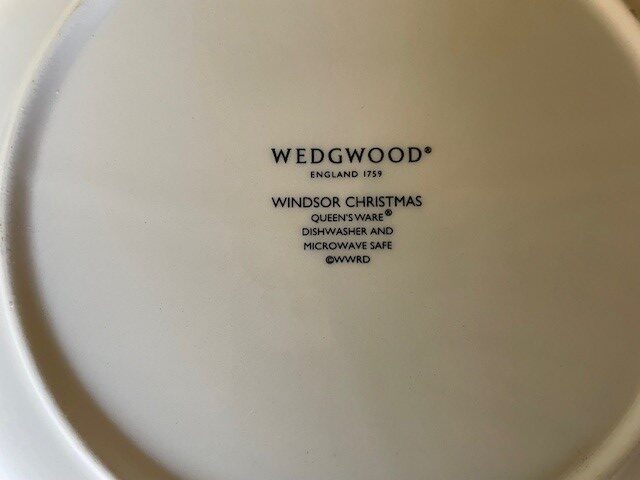 WEDGWOOD®
ENGLAND 1759
WINDSOR CHRISTMAS
QUEEN'S WARE®
DISHWASHER AND
MICROWAVE SAFE
©WWRD